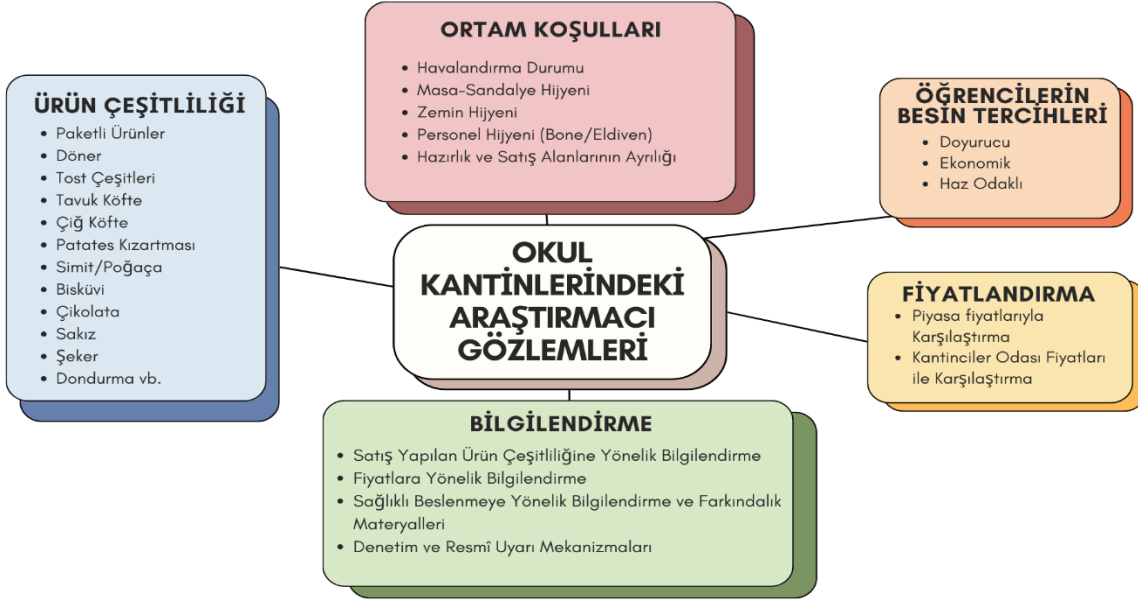 ORTAM KOŞULLARI
• Havalandırma Durumu
• Masa-Sandalye Hijyeni
• Zemin Hijyeni
• Personel Hijyeni (Bone/Eldiven)
• Hazırlık ve Satış Alanlarının Ayrılığı
ÜRÜN ÇEŞİTLİLİĞİ
• Paketli Ürünler
• Döner
• Tost Çeşitleri
• Tavuk Köfte
• Çiğ Köfte
• Patates Kızartması
• Simit/Poğaça
• Bisküvi
• Çikolata
• Sakız
• Şeker
• Dondurma vb.
ÖĞRENCİLERİN
BESİN TERCİHLERİ
• Doyurucu
• Ekonomik
• Haz Odaklı
OKUL
KANTİNLERİNDEKİ
ARAŞTIRMACI
GÖZLEMLERİ
FİYATLANDIRMA
• Piyasa fiyatlarıyla
Karşılaştırma
• Kantinciler Odası Fiyatları
ile Karşılaştırma
BİLGİLENDİRME
• Satış Yapılan Ürün Çeşitliliğine Yönelik Bilgilendirme
• Fiyatlara Yönelik Bilgilendirme
• Sağlıklı Beslenmeye Yönelik Bilgilendirme ve Farkındalık
Materyalleri
• Denetim ve Resmî Uyarı Mekanizmaları